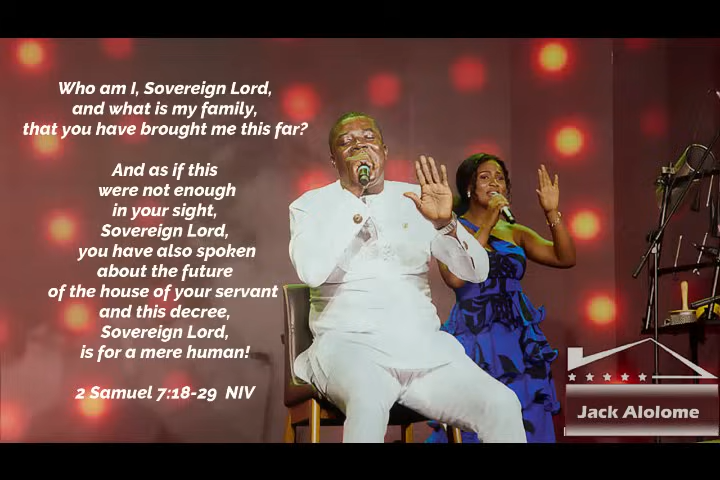 Who am I, Sovereign Lord,
and what is my family,
that you have brought me this far?
And as if this
were not enough
in your sight,
Sovereign Lord,
you have also spoken
about the future
of the house of your servant
and this decree,
Sovereign Lord,
is for a mere human!
2 Samuel 7:18-29 NIV
Jack Alolome